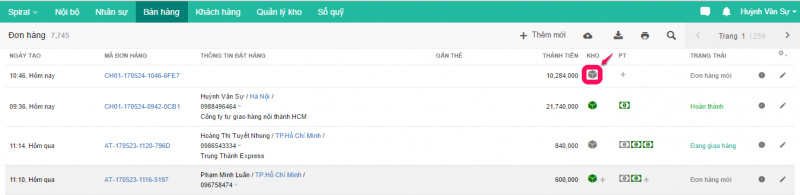 Spiral Nội bộ Nhân sự Bán hàng Khách hàng Quản lý kho Sổ quỹ Huỳnh Văn Sự
Đơn hàng 7,745 + Thêm mới Trang 1 / 259
NGÀY TẠO MÃ ĐƠN HÀNG THÔNG TIN ĐẶT HÀNG GẮN THẺ THÀNH TIỀN KHO PT TRẠNG THÁI
10:46, Hôm nay CH01-170524-1046-6FE7 10,284,000 + Đơn hàng mới
Huỳnh Văn Sự / Hà Nội /
09:36, Hôm nay CH01-170524-0942-0CB1 0988496464 21,740,000 Hoàn thành
Công ty tự giao hàng nội thành HCM
Hoàng Thị Tuyết Nhung / TP.Hồ Chí Minh /
11:14, Hôm qua AT-170523-1120-796D 0986543334 840,000 Đang giao hàng
Trung Thành Express
Phạm Minh Luân / TP.Hồ Chí Minh /
11:10, Hôm qua AT-170523-1116-5197 096758474 600,000 + + Đơn hàng mới